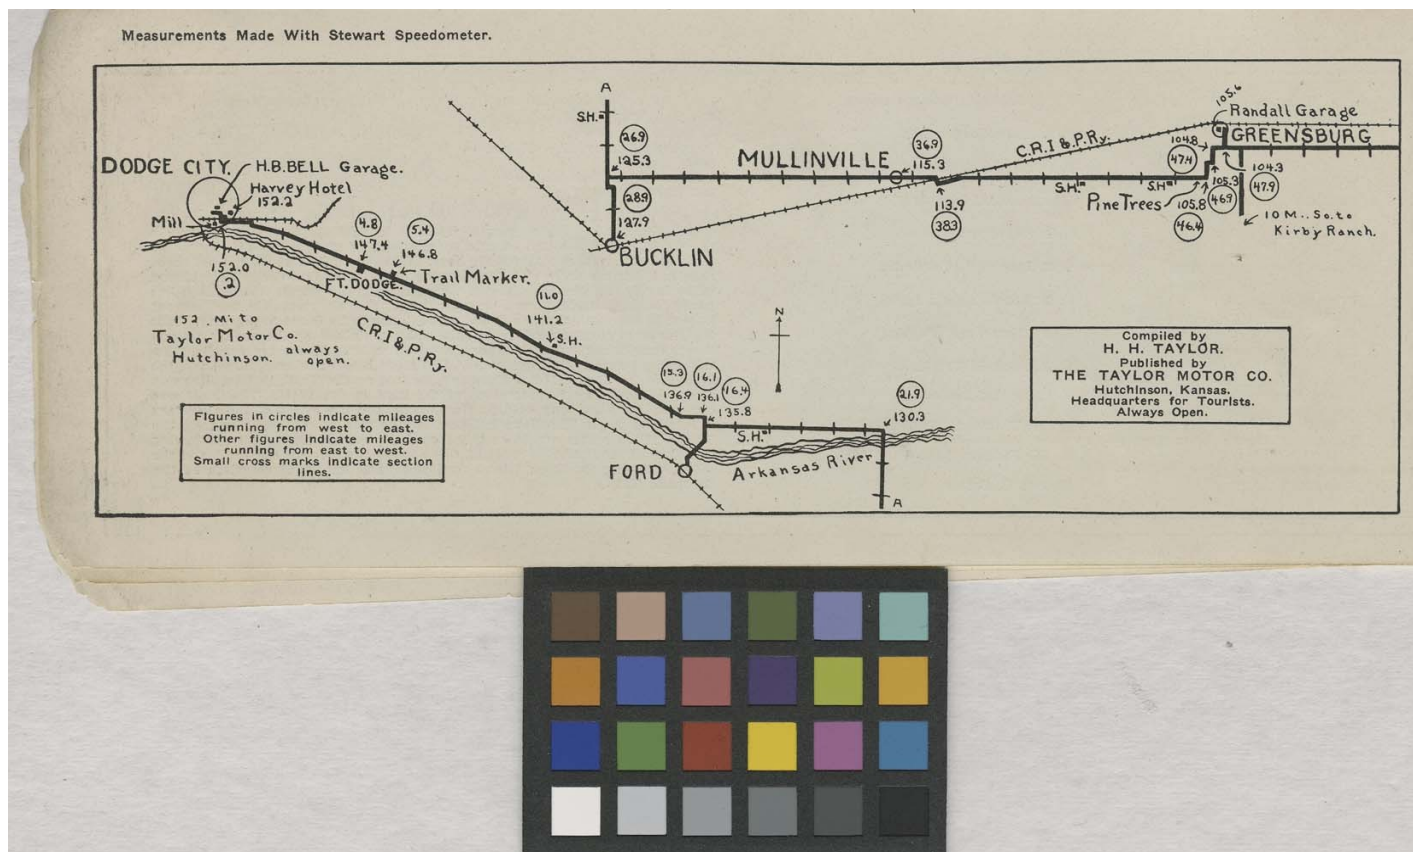 Measurements Made With Stewart Speedometer.
A
S.H.
26.9
125.3
28.9
127.9
BUCKLIN
MULLINVILLE
36.9
115.3
113.9
38.3
C.R.I & P.Ry.
S.H.
S.H.
Pine Trees
105.6
Randall Garage
GREENSBURG
104.8
47.4
105.3
46.9
105.8
46.4
104.3
47.9
10 M.. So. to
Kirby Ranch.
DODGE CITY.
H.B.BELL Garage.
Harvey Hotel
152.2
Mill
152.0
.2
4.8
147.4
5.4
146.8
Trail Marker.
FT. DODGE.
C.R.I & P.Ry.
152 Mi to
Taylor Motor Co.
Hutchinson. always
open.
11.0
141.2
S.H.
15.3
136.9
16.1
136.1
16.4
135.8
S.H.
21.9
130.3
FORD
Arkansas River
A
N
Figures in circles indicate mileages
running from west to east.
Other figures indicate mileages
running from east to west.
Small cross marks indicate section
lines.
Compiled by
H. H. TAYLOR.
Published by
THE TAYLOR MOTOR CO.
Hutchinson, Kansas.
Headquarters for Tourists.
Always Open.